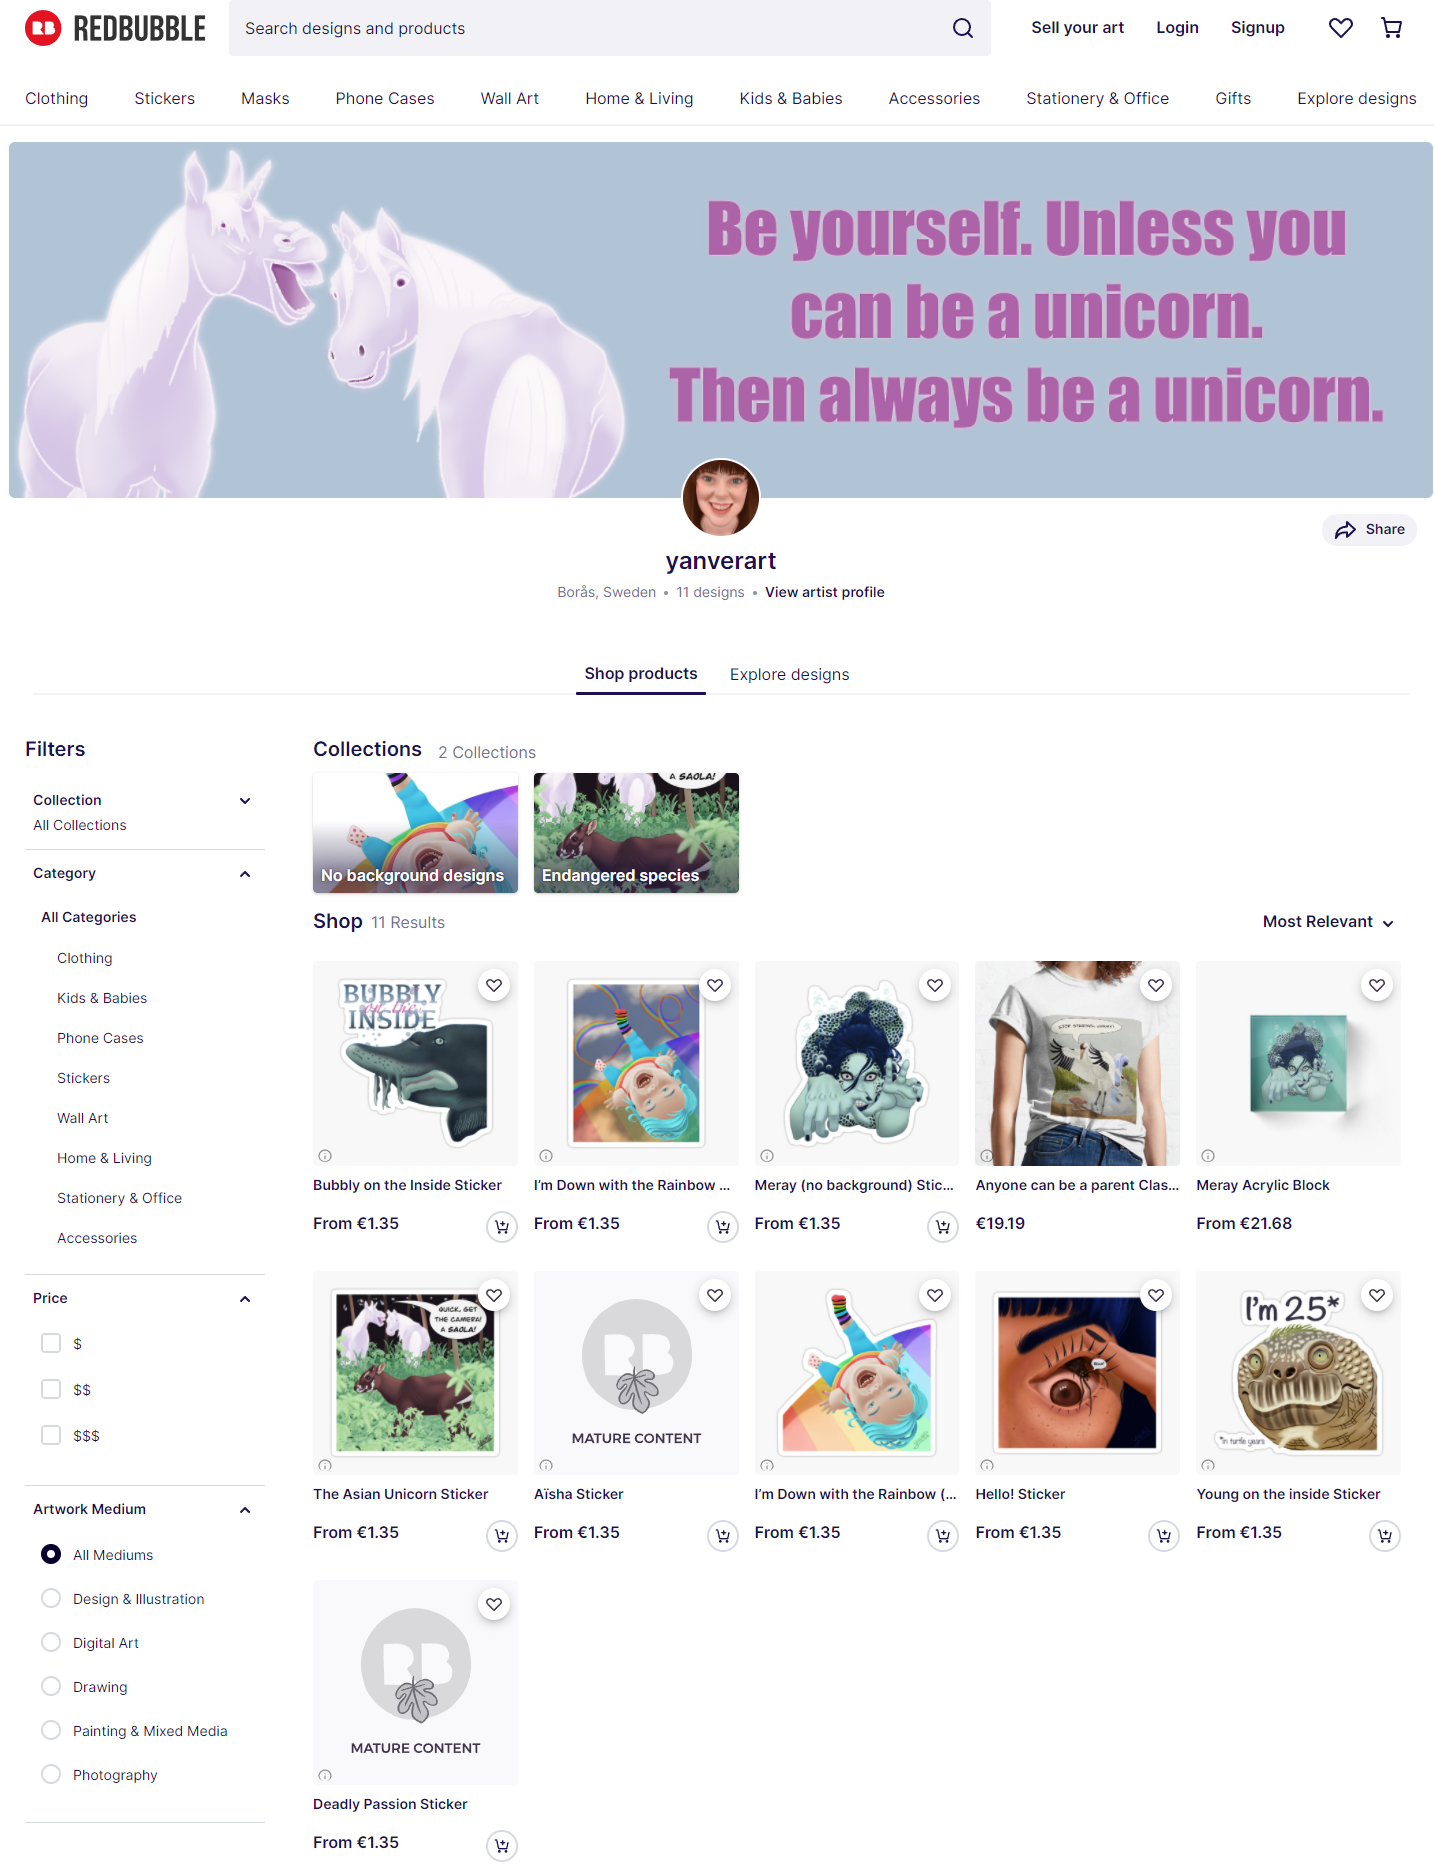 RB REDBUBBLE
Search designs and products
Sell your art
Login
Signup
Clothing
Stickers
Masks
Phone Cases
Wall Art
Home & Living
Kids & Babies
Accessories
Stationery & Office
Gifts
Explore designs
Be yourself. Unless you
can be a unicorn.
Then always be a unicorn.
Share
yanverart
Borås, Sweden • 11 designs • View artist profile
Shop products
Explore designs
Filters
Collection
All Collections
Category
All Categories
Clothing
Kids & Babies
Phone Cases
Stickers
Wall Art
Home & Living
Stationery & Office
Accessories
Price
$
$$
$$$
Artwork Medium
All Mediums
Design & Illustration
Digital Art
Drawing
Painting & Mixed Media
Photography
Collections 2 Collections
A SAOLA!
No background designs
Endangered species
Shop 11 Results
Most Relevant
BUBBLY
on the
INSIDE
Bubbly on the Inside Sticker
From €1.35
I'm Down with the Rainbow ...
From €1.35
Meray (no background) Stic...
From €1.35
Anyone can be a parent Clas...
€19.19
Meray Acrylic Block
From €21.68
QUICK, GET
THE CAMERA!
A SAOLA!
The Asian Unicorn Sticker
From €1.35
RB
MATURE CONTENT
Aïsha Sticker
From €1.35
I'm Down with the Rainbow (...
From €1.35
Hello! Sticker
From €1.35
I'm 25*
*in turtle years
Young on the inside Sticker
From €1.35
RB
MATURE CONTENT
Deadly Passion Sticker
From €1.35